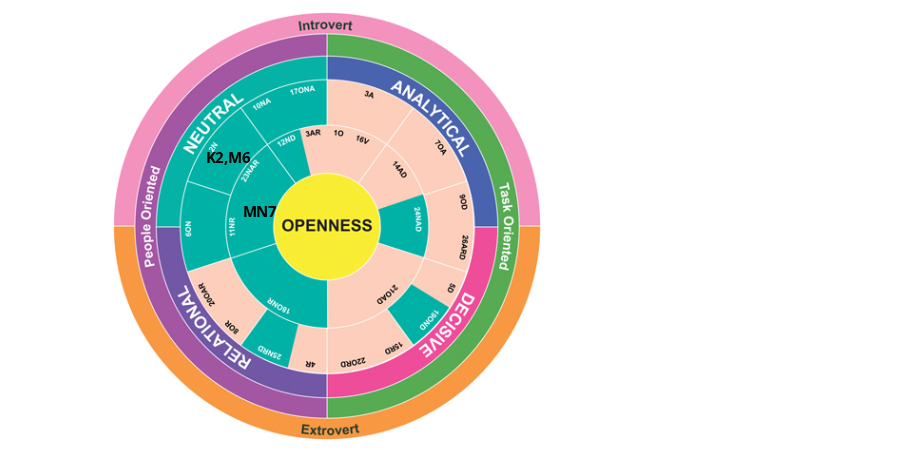 Introvert
17ONA
10NA
3A
NEUTRAL
ANALYTICAL
12ND
3AR
1O
16V
7OA
2N
K2,M6
23NAR
14AD
People Oriented
Task Oriented
MN7
9OD
6ON
11NR
OPENNESS
24NAD
26ARD
20OAR
18ONR
21OAD
5D
8OR
19OND
25NRD
4R
22ORD
15RD
RELATIONAL
DECISIVE
Extrovert